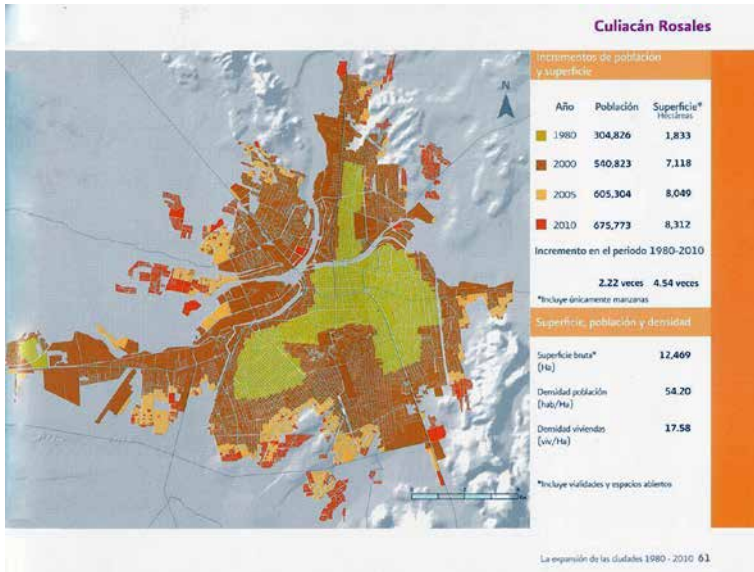 Culiacán Rosales
Incrementos de población
y superficie
N
Año Población Superficie*
Hectáreas
1980 304,826 1,833
2000 540,823 7,118
2005 605,304 8,049
2010 675,773 8,312
Incremento en el periodo 1980-2010
2.22 veces 4.54 veces
*Incluye únicamente manzanas
Superficie, población y densidad
Superficie bruta* 12,469
(Ha)
Densidad población 54.20
(hab/Ha)
Densidad viviendas 17.58
(viv/Ha)
*Incluye vialidades y espacios abiertos
La expansión de las ciudades 1980 - 2010 61